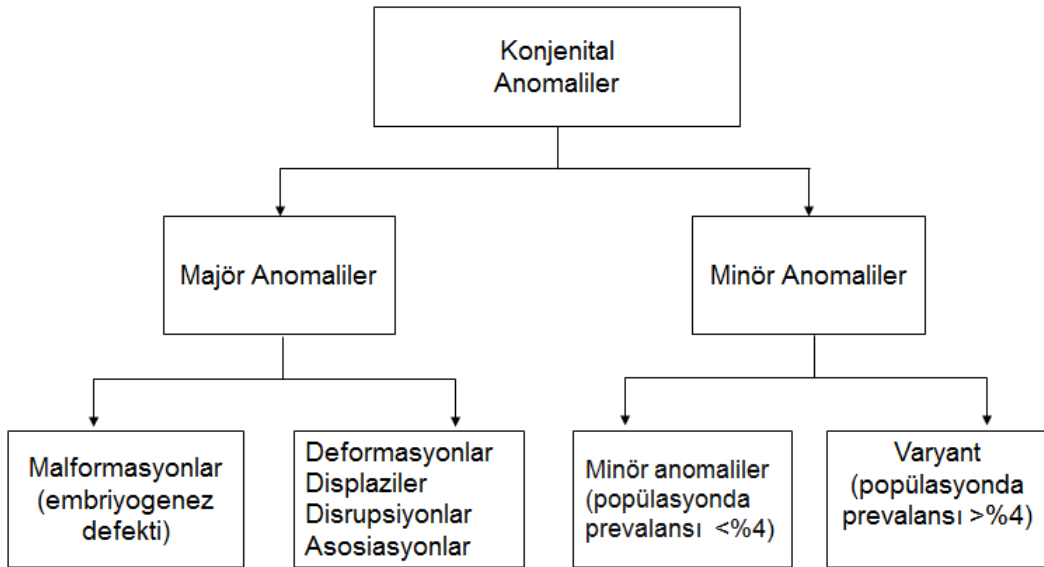 Konjenital
Anomaliler
Majör Anomaliler
Minör Anomaliler
Malformasyonlar
(embriyogenez
defekti)
Deformasyonlar
Displaziler
Disrupsiyonlar
Asosiasyonlar
Minör anomaliler
(popülasyonda
prevalansı <%4)
Varyant
(popülasyonda
prevalansı >%4)